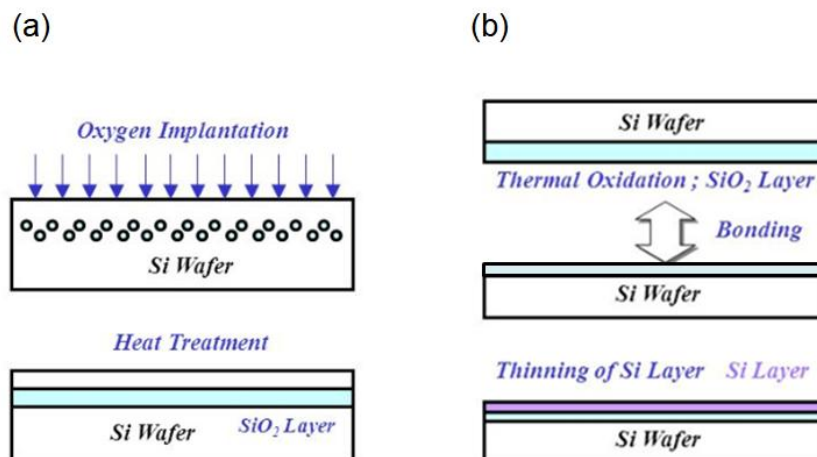 (a)
Oxygen Implantation
Si Wafer
Heat Treatment
Si Wafer SiO₂ Layer
(b)
Si Wafer
Thermal Oxidation ; SiO₂ Layer
Bonding
Si Wafer
Thinning of Si Layer Si Layer
Si Wafer